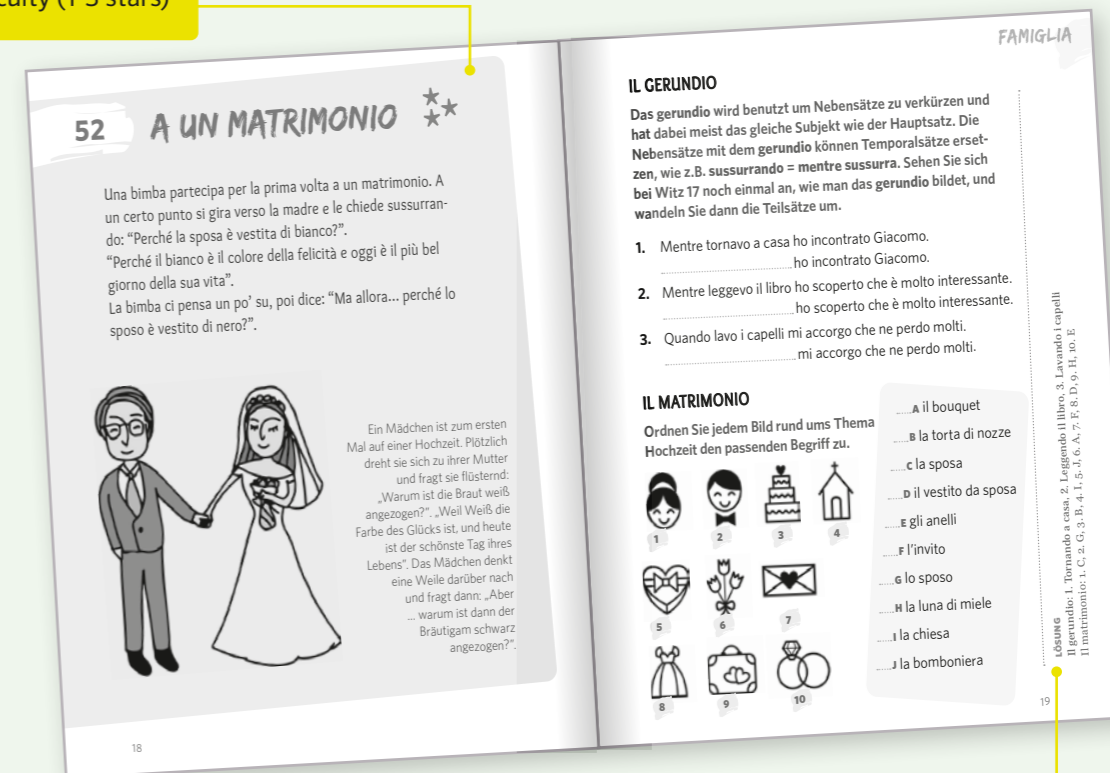 (1-3 stars)
52
A UN MATRIMONIO
Una bimba partecipa per la prima volta a un matrimonio. A
un certo punto si gira verso la madre e le chiede sussurran-
do: “Perché la sposa è vestita di bianco?”.
“Perché il bianco è il colore della felicità e oggi è il più bel
giorno della sua vita”.
La bimba ci pensa un po’ su, poi dice: “Ma allora... perché lo
sposo è vestito di nero?”.
Ein Mädchen ist zum ersten
Mal auf einer Hochzeit. Plötzlich
dreht sie sich zu ihrer Mutter
und fragt sie flüsternd:
„Warum ist die Braut weiß
angezogen?“. „Weil Weiß die
Farbe des Glücks ist, und heute
ist der schönste Tag ihres
Lebens“. Das Mädchen denkt
eine Weile darüber nach
und fragt dann: „Aber
... warum ist dann der
Bräutigam schwarz
angezogen?“.
18
FAMIGLIA
IL GERUNDIO
Das gerundio wird benutzt um Nebensätze zu verkürzen und
hat dabei meist das gleiche Subjekt wie der Hauptsatz. Die
Nebensätze mit dem gerundio können Temporalsätze erset-
zen, wie z.B. sussurrando = mentre sussurra. Sehen Sie sich
bei Witz 17 noch einmal an, wie man das gerundio bildet, und
wandeln Sie dann die Teilsätze um.
1. Mentre tornavo a casa ho incontrato Giacomo.
ho incontrato Giacomo.
2. Mentre leggevo il libro ho scoperto che è molto interessante.
ho scoperto che è molto interessante.
3. Quando lavo i capelli mi accorgo che ne perdo molti.
mi accorgo che ne perdo molti.
IL MATRIMONIO
Ordnen Sie jedem Bild rund ums Thema
Hochzeit den passenden Begriff zu.
1 2 3 4
5 6 7
8 9 10
A il bouquet
B la torta di nozze
C la sposa
D il vestito da sposa
E gli anelli
F l’invito
G lo sposo
H la luna di miele
I la chiesa
J la bomboniera
LÖSUNG
Il gerundio: 1. Tornando a casa, 2. Leggendo il libro, 3. Lavando i capelli
Il matrimonio: 1. C, 2. G, 3. B, 4. I, 5. J, 6. A, 7. F, 8. D, 9. H, 10. E
19